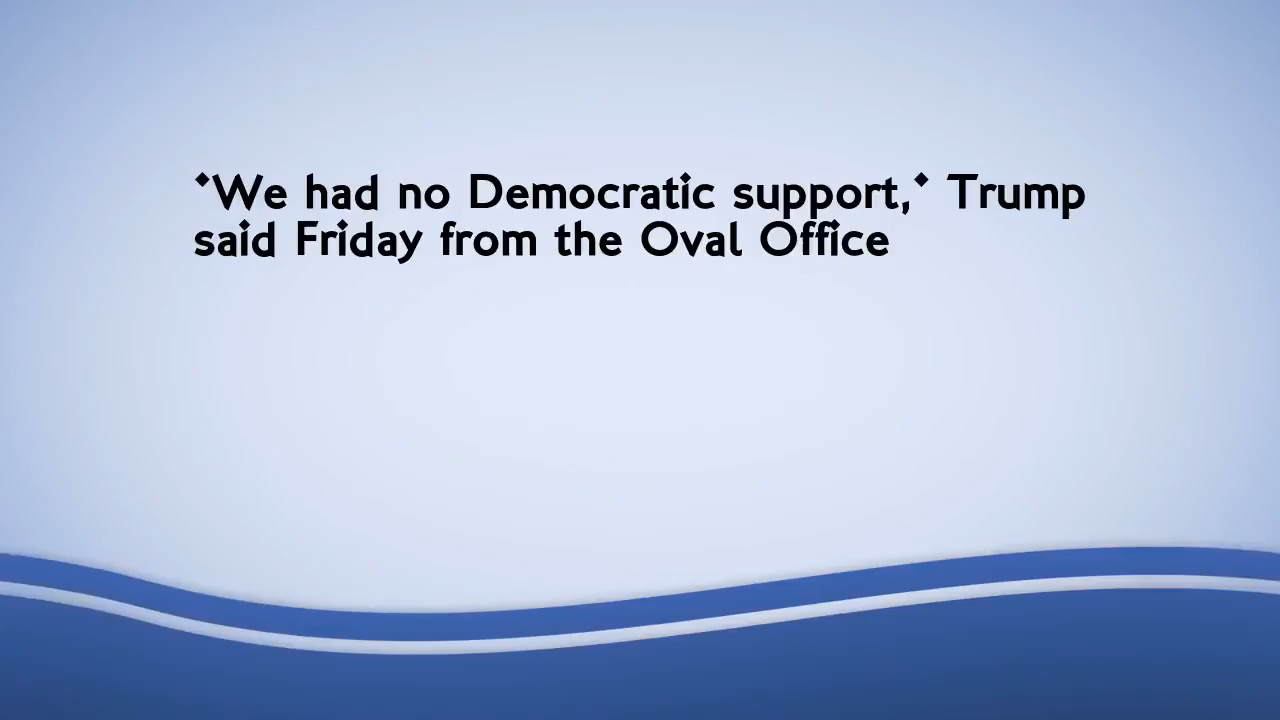 "We had no Democratic support," Trump
said Friday from the Oval Office